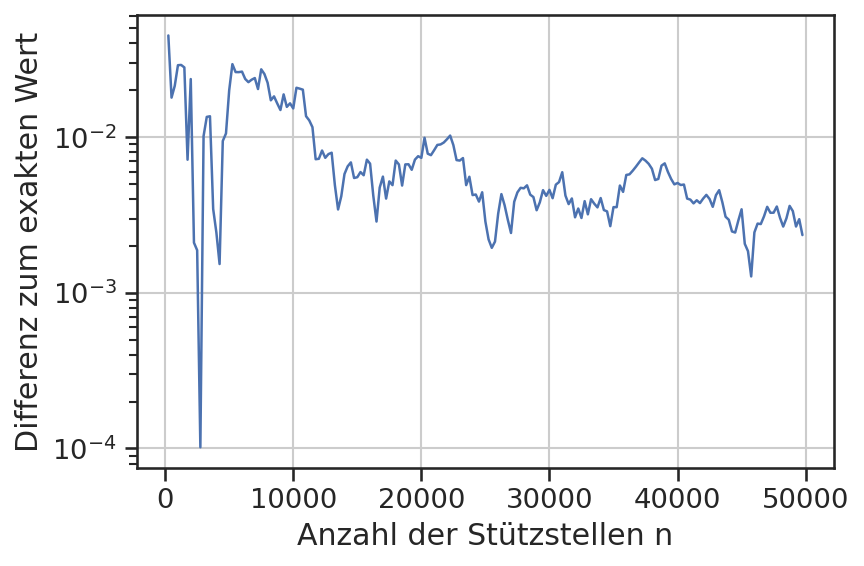 Differenz zum exakten Wert
10⁻²
10⁻³
10⁻⁴
0 10000 20000 30000 40000 50000
Anzahl der Stützstellen n